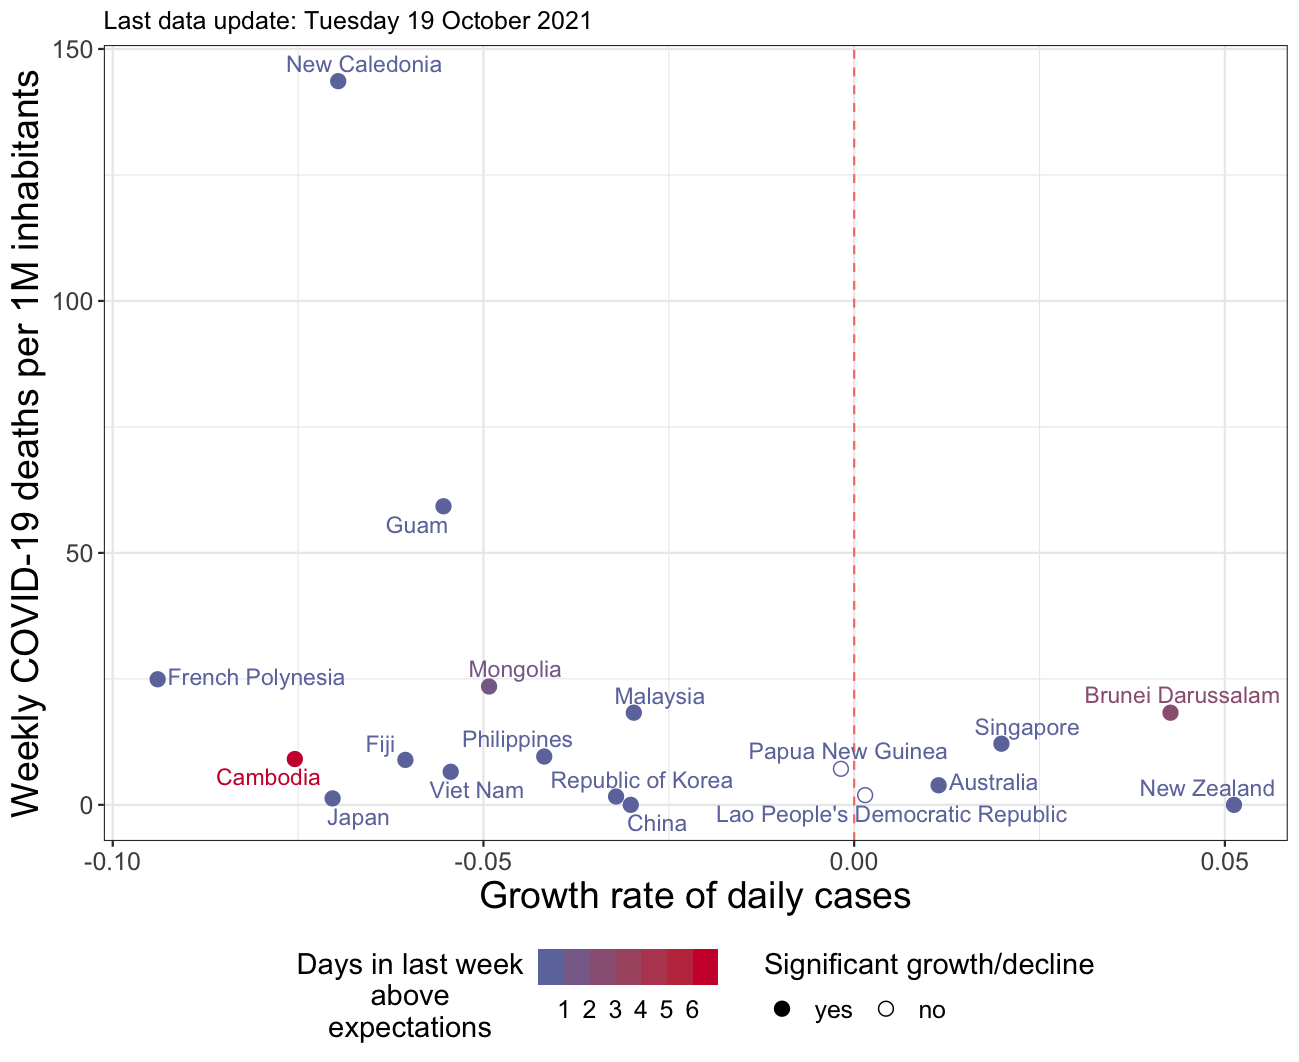 Last data update: Tuesday 19 October 2021
150
New Caledonia
100
Guam
50
French Polynesia
Mongolia
Malaysia
Brunei Darussalam
Singapore
Fiji
Philippines
Papua New Guinea
Cambodia
Viet Nam
Republic of Korea
Australia
New Zealand
0
Japan
China
Lao People's Democratic Republic
-0.10
-0.05
0.00
0.05
Weekly COVID-19 deaths per 1M inhabitants
Growth rate of daily cases
Days in last week
above
expectations
1 2 3 4 5 6
Significant growth/decline
yes no